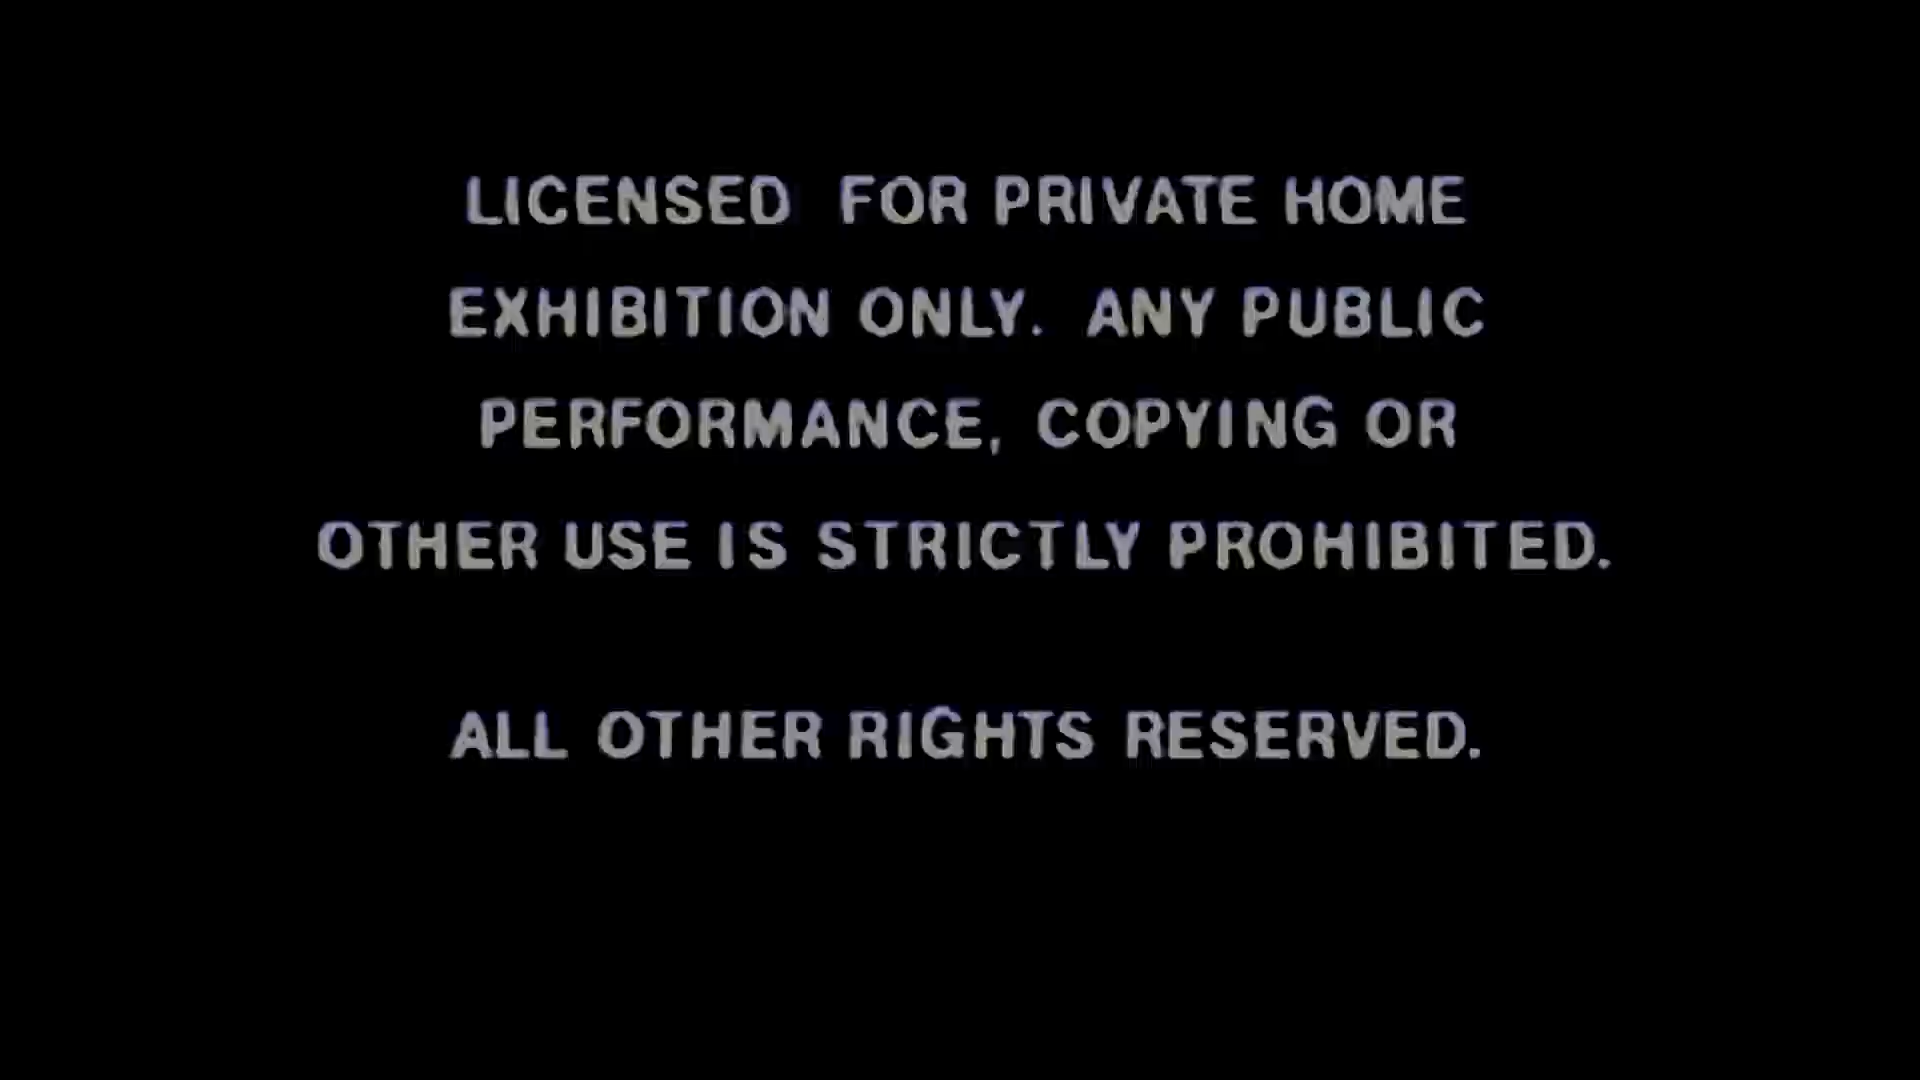 LICENSED FOR PRIVATE HOME
EXHIBITION ONLY. ANY PUBLIC
PERFORMANCE, COPYING OR
OTHER USE IS STRICTLY PROHIBITED.
ALL OTHER RIGHTS RESERVED.